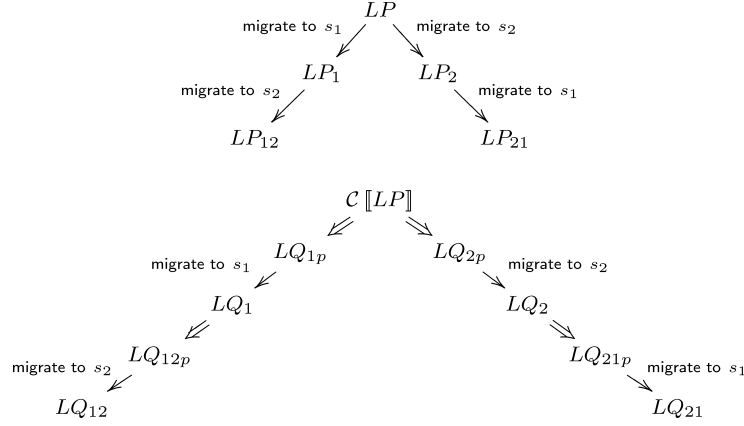 LP
migrate to s₁ migrate to s₂
LP₁ LP₂
migrate to s₂ migrate to s₁
LP₁₂ LP₂₁
𝒞 ⟦LP⟧
LQ₁ₚ LQ₂ₚ
migrate to s₁ migrate to s₂
LQ₁ LQ₂
LQ₁₂ₚ LQ₂₁ₚ
migrate to s₂ migrate to s₁
LQ₁₂ LQ₂₁